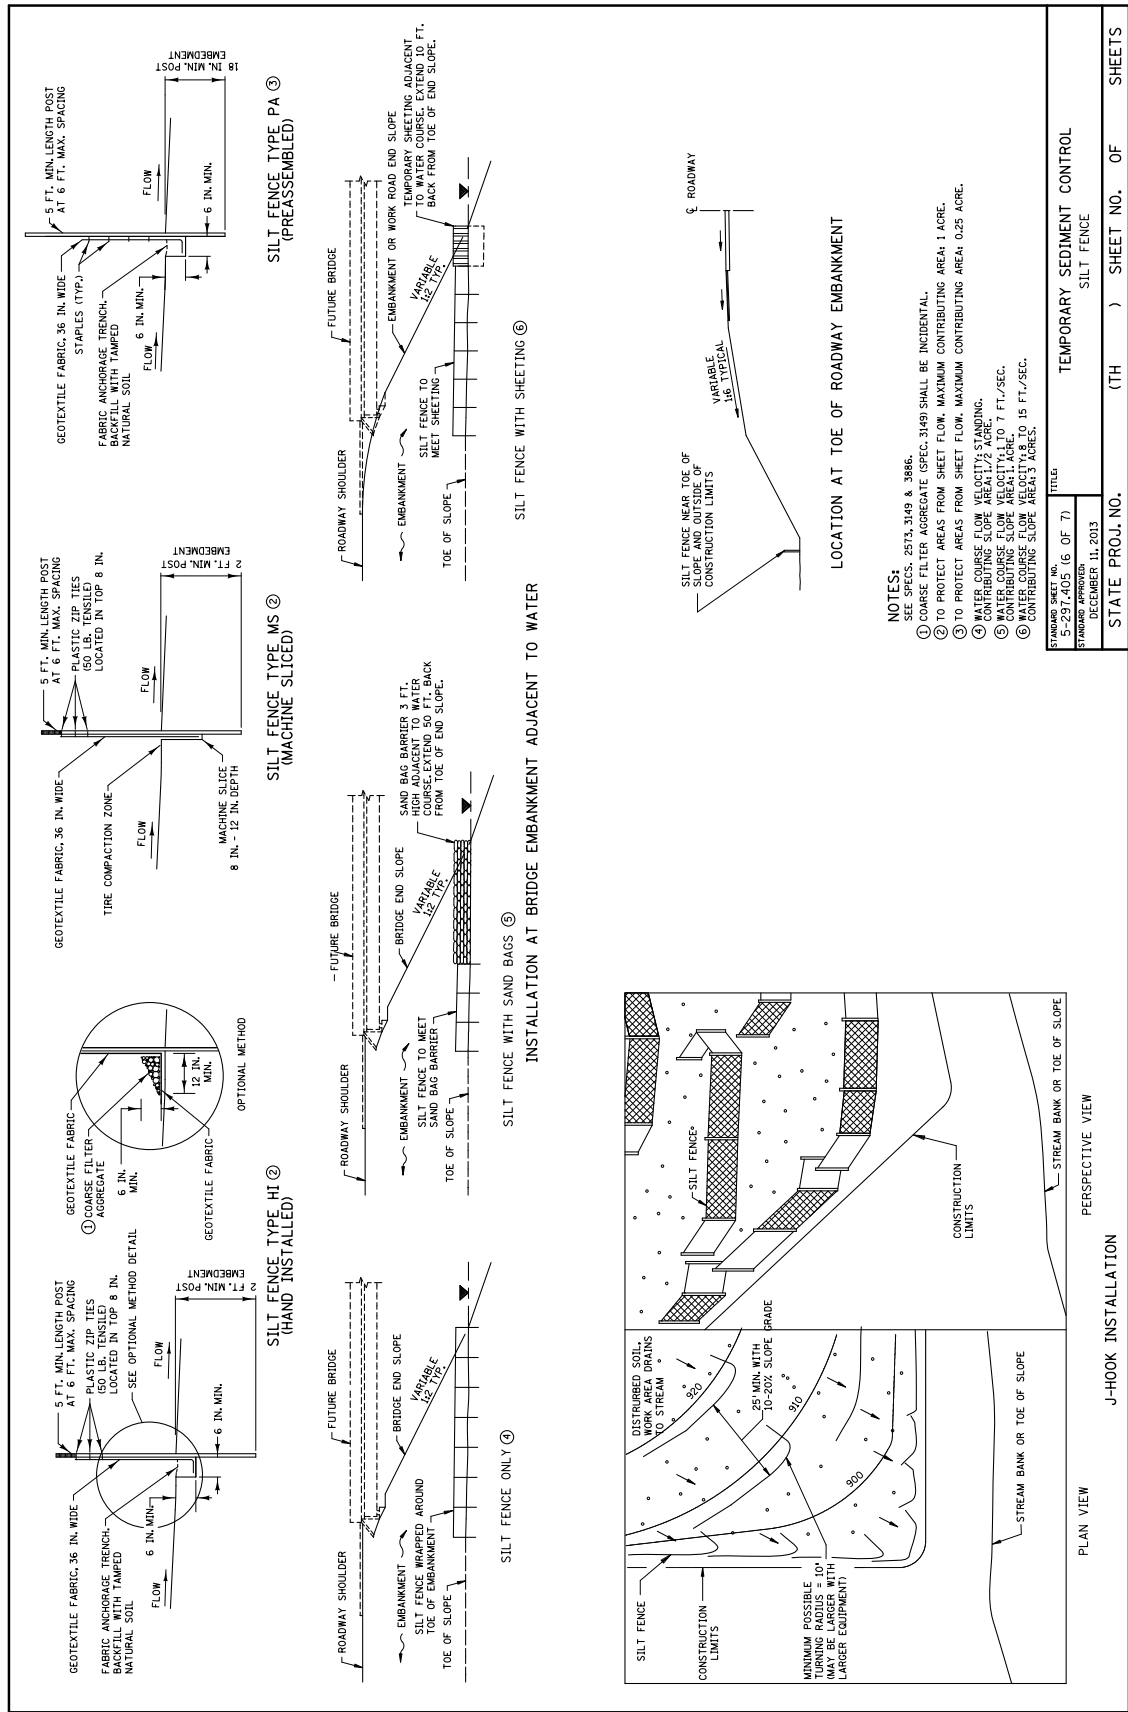 GEOTEXTILE FABRIC, 36 IN. WIDE
5 FT. MIN. LENGTH POST
AT 6 FT. MAX. SPACING
PLASTIC ZIP TIES
(50 LB. TENSILE)
LOCATED IN TOP 8 IN.
SEE OPTIONAL METHOD DETAIL
FABRIC ANCHORAGE TRENCH.
BACKFILL WITH TAMPED
NATURAL SOIL
6 IN. MIN.
FLOW
FLOW
6 IN. MIN.
2 FT. MIN. POST
EMBEDMENT
SILT FENCE TYPE HI ②
(HAND INSTALLED)
GEOTEXTILE FABRIC
① COARSE FILTER
AGGREGATE
6 IN.
MIN.
12 IN.
MIN.
GEOTEXTILE FABRIC
OPTIONAL METHOD
GEOTEXTILE FABRIC, 36 IN. WIDE
5 FT. MIN. LENGTH POST
AT 6 FT. MAX. SPACING
PLASTIC ZIP TIES
(50 LB. TENSILE)
LOCATED IN TOP 8 IN.
TIRE COMPACTION ZONE
FLOW
FLOW
MACHINE SLICE
8 IN. - 12 IN. DEPTH
2 FT. MIN. POST
EMBEDMENT
SILT FENCE TYPE MS ②
(MACHINE SLICED)
GEOTEXTILE FABRIC, 36 IN. WIDE
STAPLES (TYP.)
5 FT. MIN. LENGTH POST
AT 6 FT. MAX. SPACING
FABRIC ANCHORAGE TRENCH.
BACKFILL WITH TAMPED
NATURAL SOIL
6 IN. MIN.
FLOW
FLOW
6 IN. MIN.
18 IN. MIN. POST
EMBEDMENT
SILT FENCE TYPE PA ③
(PREASSEMBLED)
ROADWAY SHOULDER
FUTURE BRIDGE
EMBANKMENT
BRIDGE END SLOPE
SILT FENCE WRAPPED AROUND
TOE OF EMBANKMENT
VARIABLE
1:2 TYP.
TOE OF SLOPE
SILT FENCE ONLY ④
ROADWAY SHOULDER
FUTURE BRIDGE
EMBANKMENT
BRIDGE END SLOPE
SAND BAG BARRIER 3 FT.
HIGH ADJACENT TO WATER
COURSE. EXTEND 50 FT. BACK
FROM TOE OF END SLOPE.
SILT FENCE TO MEET
SAND BAG BARRIER
VARIABLE
1:2 TYP.
TOE OF SLOPE
SILT FENCE WITH SAND BAGS ⑤
ROADWAY SHOULDER
FUTURE BRIDGE
EMBANKMENT
EMBANKMENT OR WORK ROAD END SLOPE
TEMPORARY SHEETING ADJACENT
TO WATER COURSE. EXTEND 10 FT.
BACK FROM TOE OF END SLOPE.
SILT FENCE TO
MEET SHEETING
VARIABLE
1:2 TYP.
TOE OF SLOPE
SILT FENCE WITH SHEETING ⑥
INSTALLATION AT BRIDGE EMBANKMENT ADJACENT TO WATER
SILT FENCE
CONSTRUCTION
LIMITS
MINIMUM POSSIBLE
TURNING RADIUS = 10'
(MAY BE LARGER WITH
LARGER EQUIPMENT)
DISTRURBED SOIL,
WORK AREA DRAINS
TO STREAM
920
910
900
25' MIN. WITH
10-20% SLOPE GRADE
STREAM BANK OR TOE OF SLOPE
PLAN VIEW
SILT FENCE
CONSTRUCTION
LIMITS
STREAM BANK OR TOE OF SLOPE
PERSPECTIVE VIEW
J-HOOK INSTALLATION
SILT FENCE NEAR TOE OF
SLOPE AND OUTSIDE OF
CONSTRUCTION LIMITS
VARIABLE
1:6 TYPICAL
℄ ROADWAY
LOCATION AT TOE OF ROADWAY EMBANKMENT
NOTES:
SEE SPECS. 2573, 3149 & 3886.
① COARSE FILTER AGGREGATE (SPEC. 3149) SHALL BE INCIDENTAL.
② TO PROTECT AREAS FROM SHEET FLOW. MAXIMUM CONTRIBUTING AREA: 1 ACRE.
③ TO PROTECT AREAS FROM SHEET FLOW. MAXIMUM CONTRIBUTING AREA: 0.25 ACRE.
④ WATER COURSE FLOW VELOCITY: STANDING.
CONTRIBUTING SLOPE AREA: 1/2 ACRE.
⑤ WATER COURSE FLOW VELOCITY: 1 TO 7 FT./SEC.
CONTRIBUTING SLOPE AREA: 1 ACRE.
⑥ WATER COURSE FLOW VELOCITY: 8 TO 15 FT./SEC.
CONTRIBUTING SLOPE AREA: 3 ACRES.
STANDARD SHEET NO.
5-297.405 (6 OF 7)
STANDARD APPROVED:
DECEMBER 11, 2013
TITLE:
TEMPORARY SEDIMENT CONTROL
SILT FENCE
STATE PROJ. NO. (TH ) SHEET NO. OF SHEETS